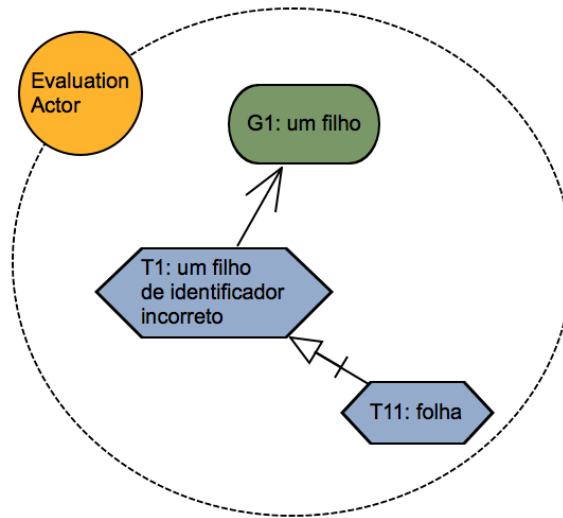 Evaluation
Actor
G1: um filho
T1: um filho
de identificador
incorreto
T11: folha